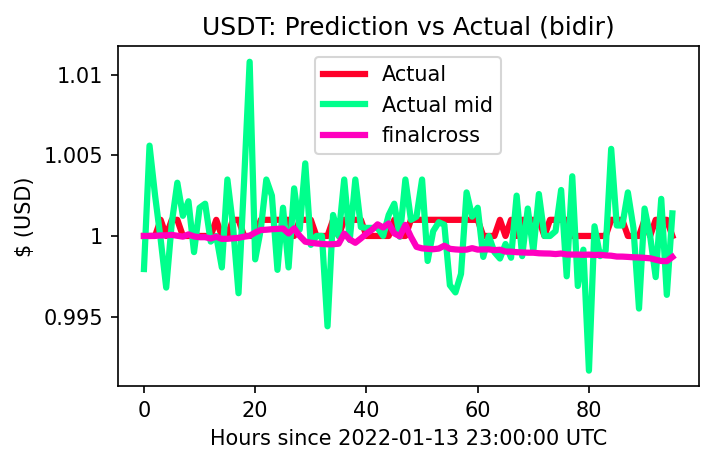 USDT: Prediction vs Actual (bidir)
$ (USD)
1.01
1.005
1
0.995
Actual
Actual mid
finalcross
0 20 40 60 80
Hours since 2022-01-13 23:00:00 UTC